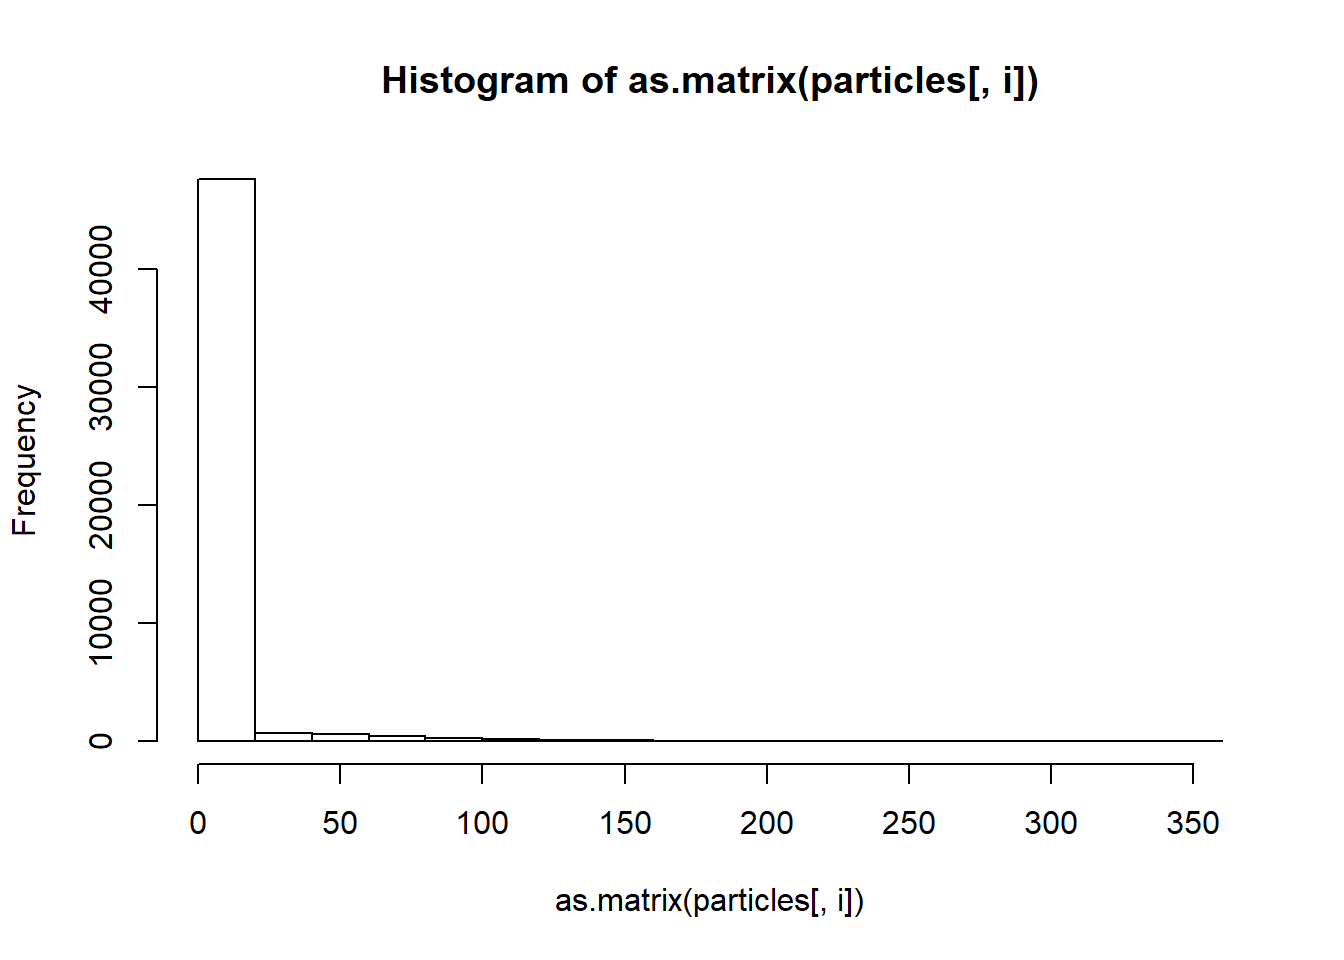 Histogram of as.matrix(particles[, i])
Frequency
40000
30000
20000
10000
0
0 50 100 150 200 250 300 350
as.matrix(particles[, i])